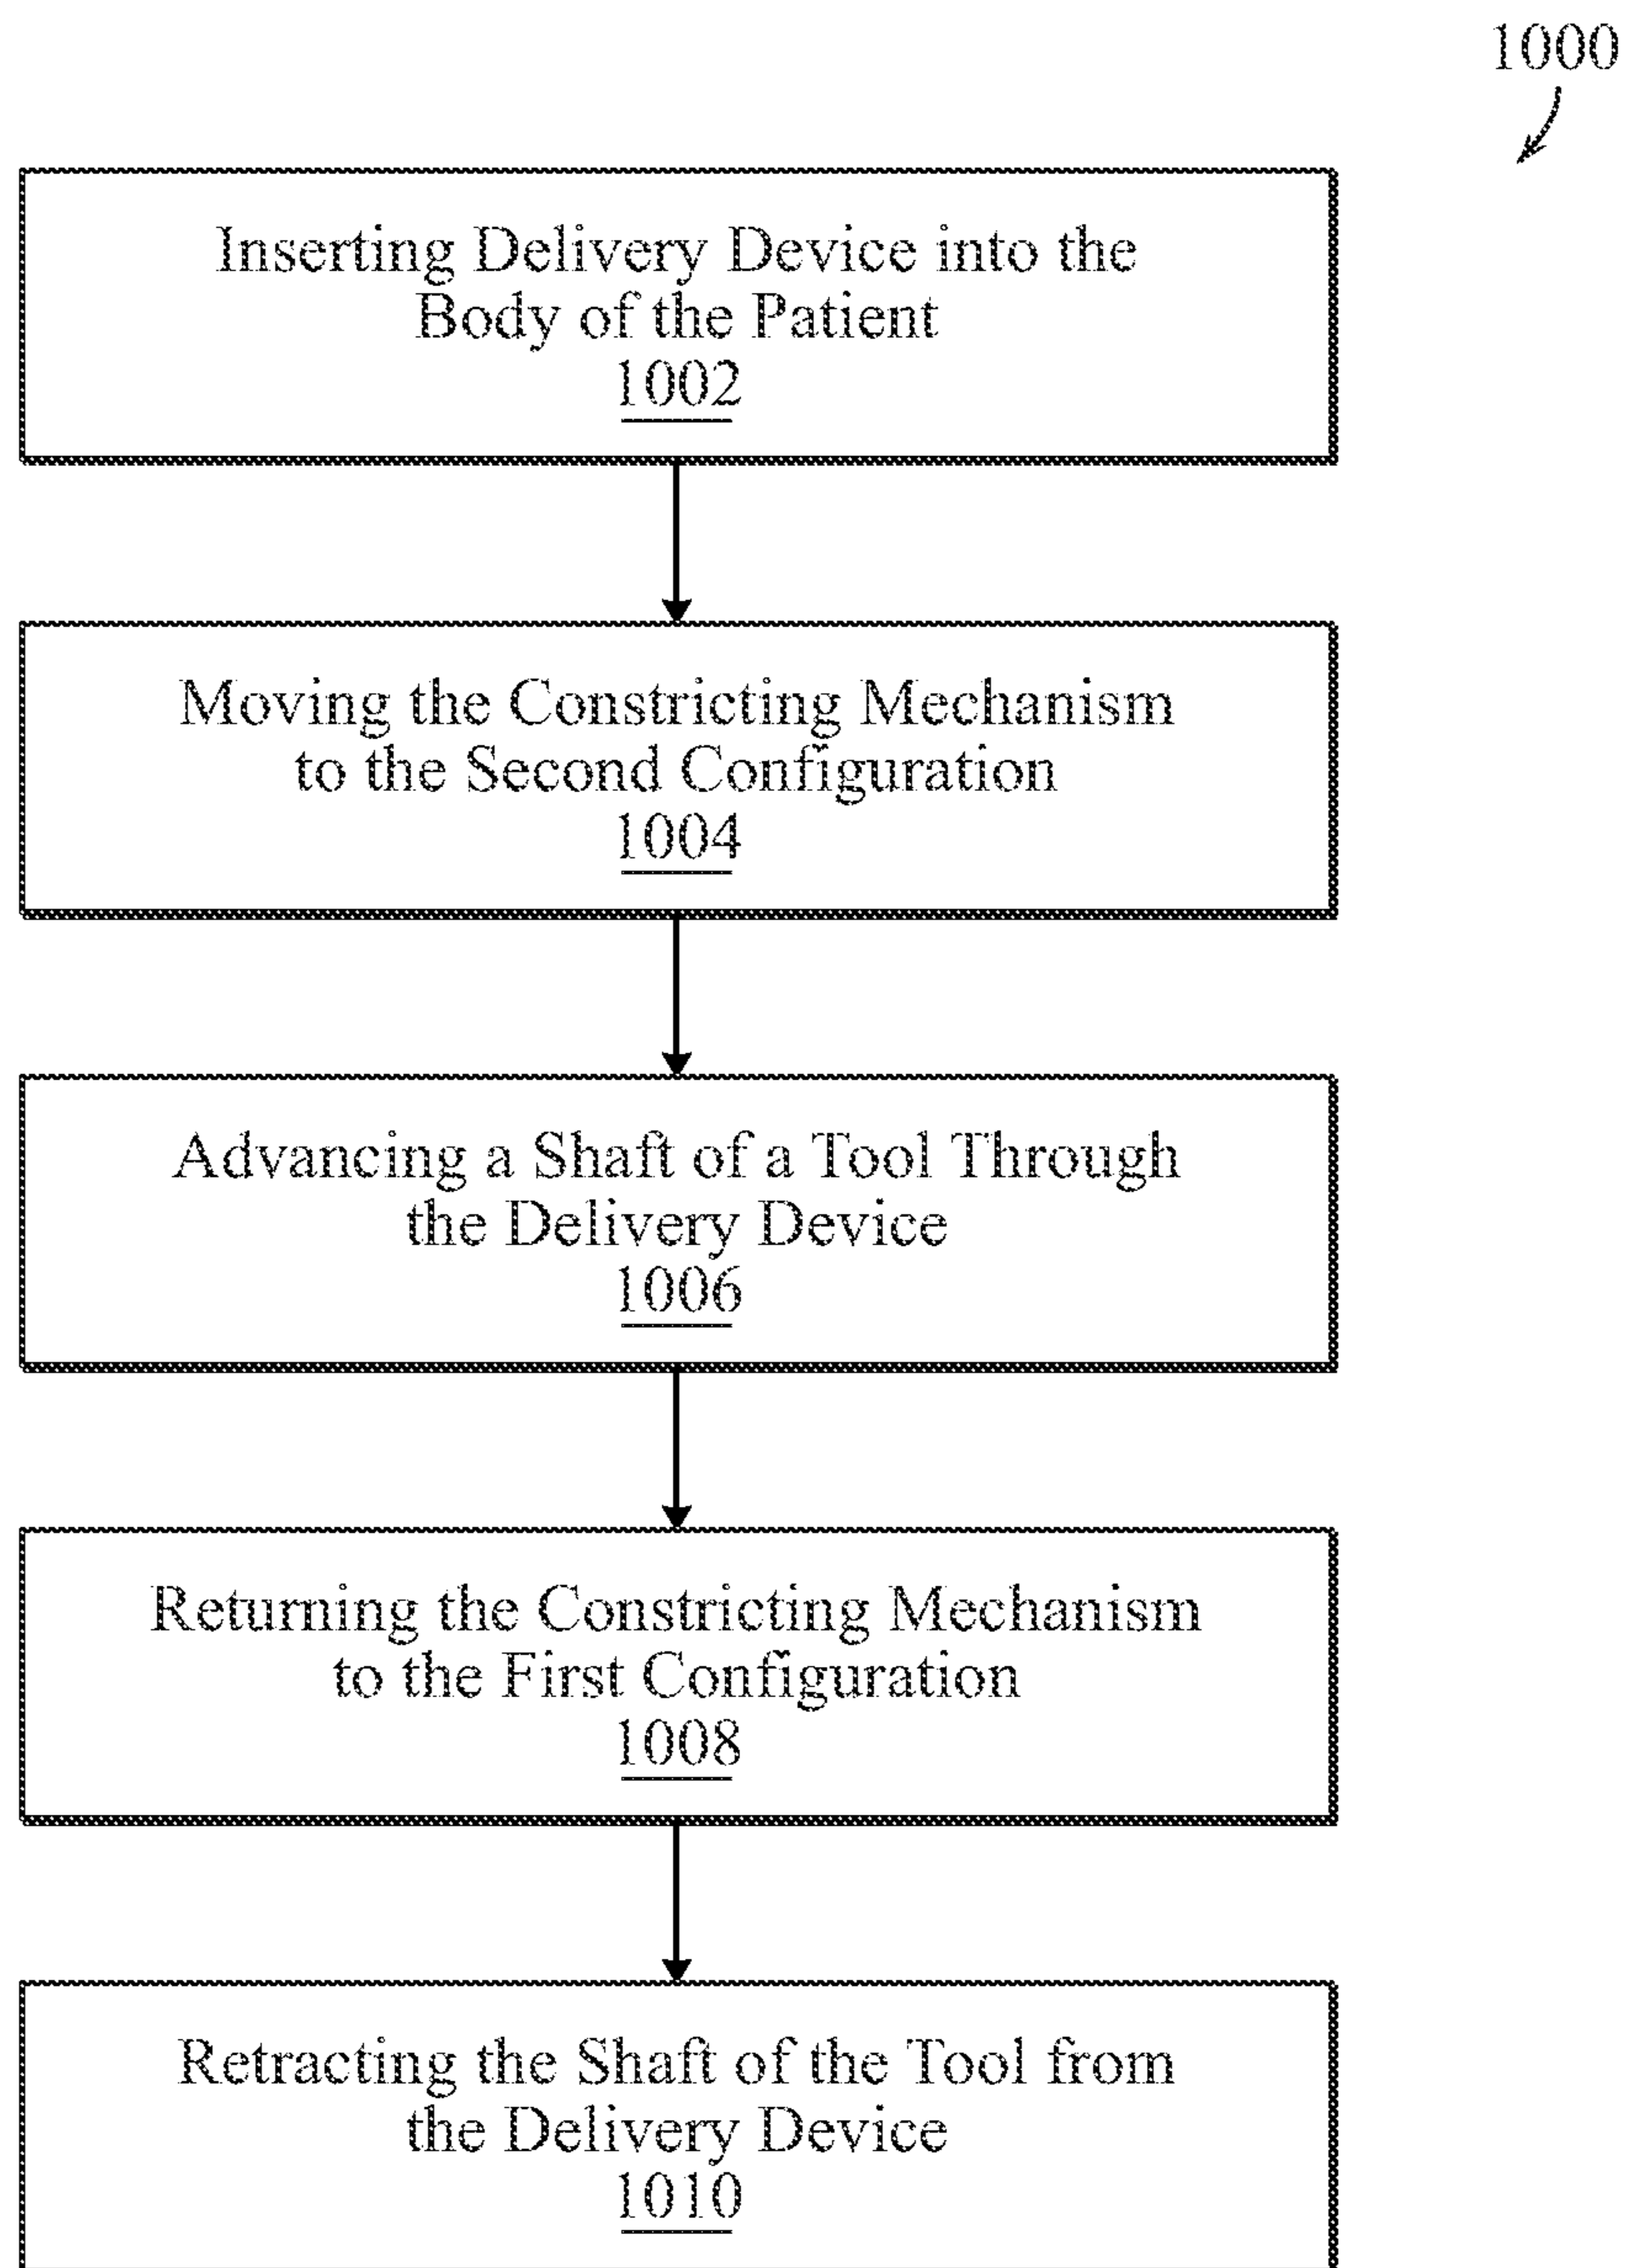 1000
Inserting Delivery Device into the
Body of the Patient
1002
Moving the Constricting Mechanism
to the Second Configuration
1004
Advancing a Shaft of a Tool Through
the Delivery Device
1006
Returning the Constricting Mechanism
to the First Configuration
1008
Retracting the Shaft of the Tool from
the Delivery Device
1010